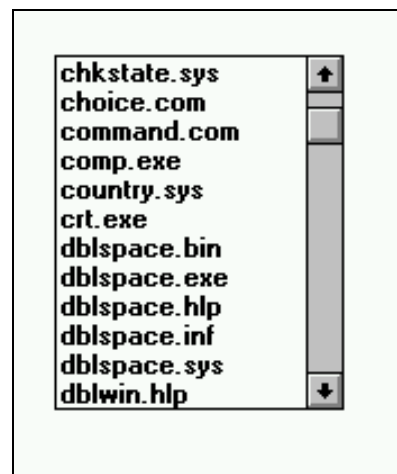 chkstate.sys
choice.com
command.com
comp.exe
country.sys
crt.exe
dblspace.bin
dblspace.exe
dblspace.hlp
dblspace.inf
dblspace.sys
dblwin.hlp